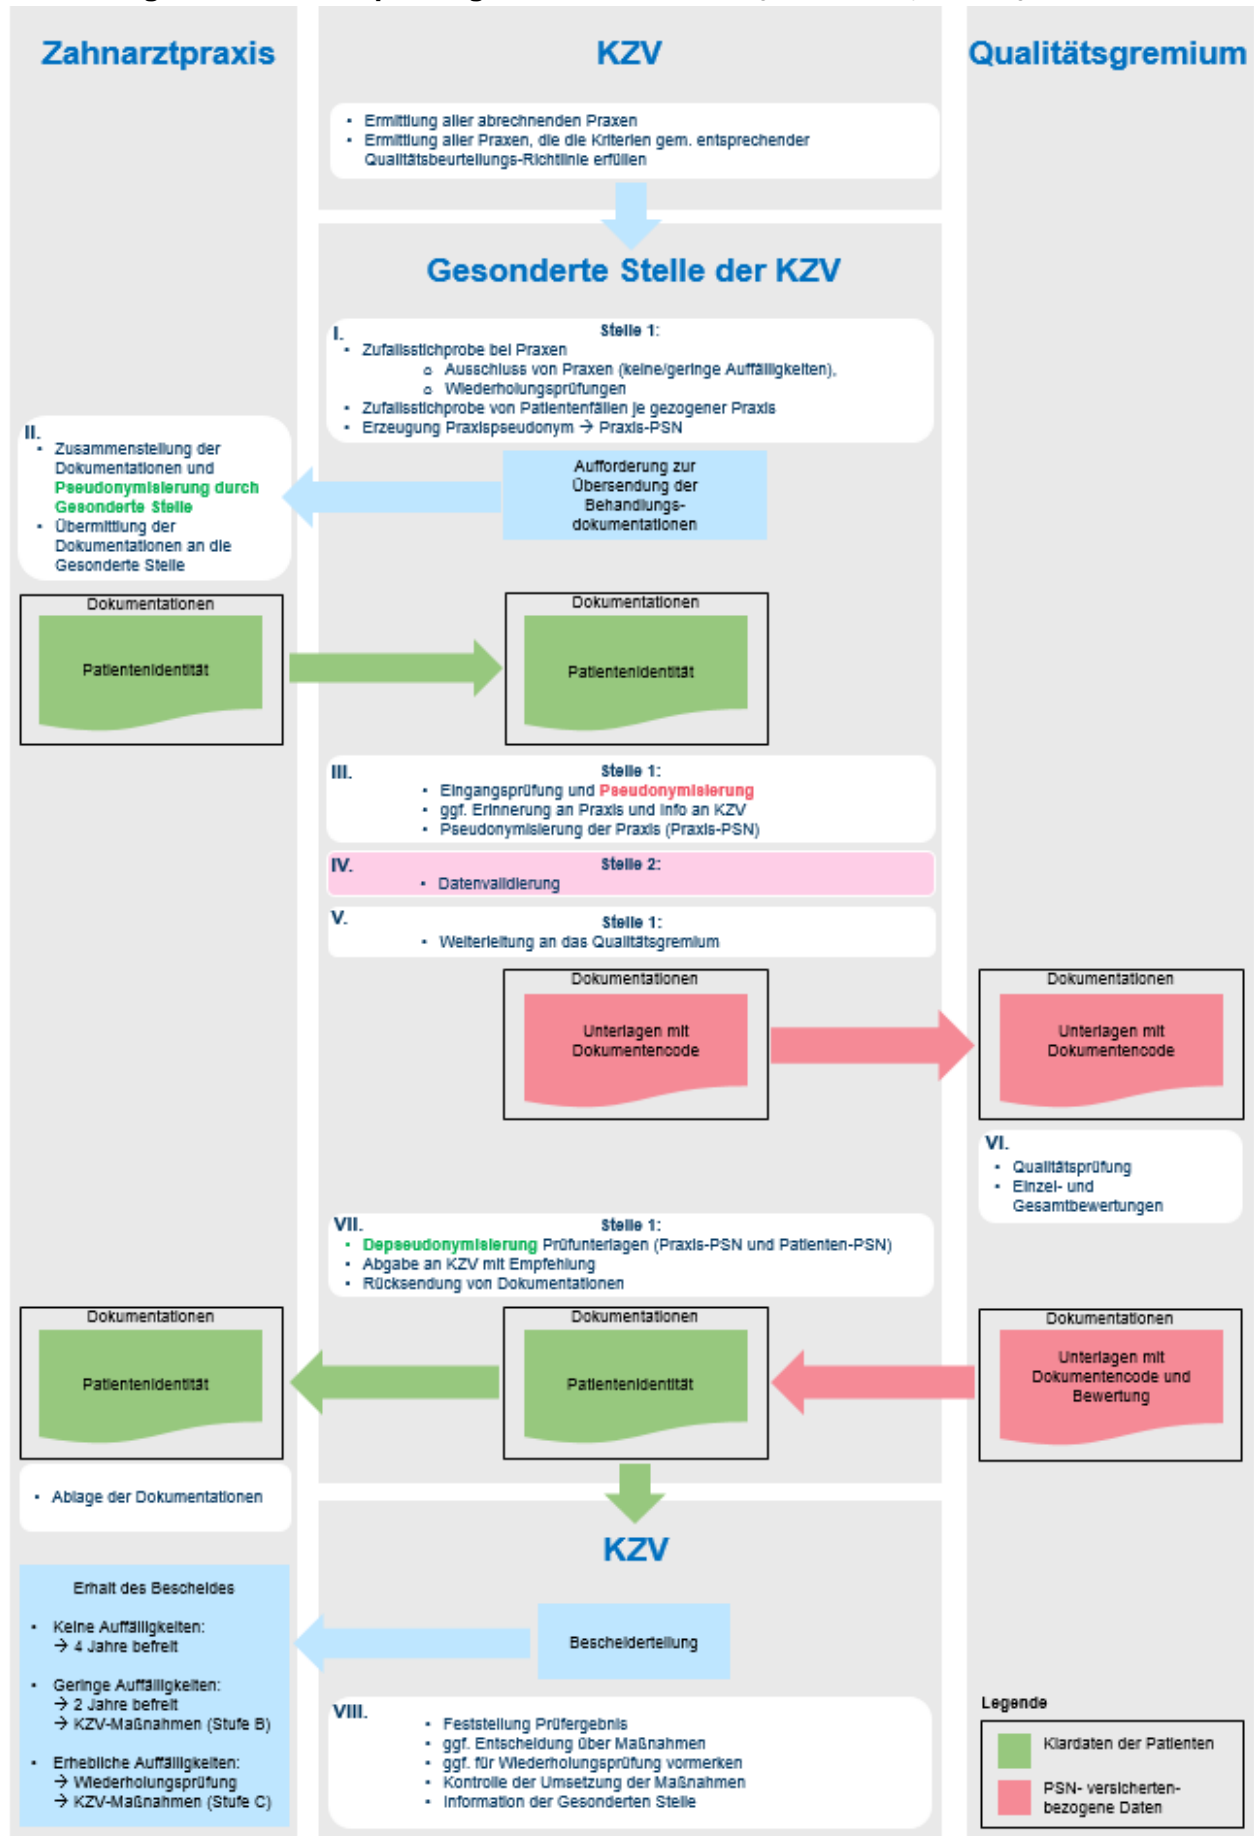 Zahnarztpraxis
KZV
Qualitätsgremium
▪ Ermittlung aller abrechnenden Praxen
▪ Ermittlung aller Praxen, die die Kriterien gem. entsprechender
Qualitätsbeurteilungs-Richtlinie erfüllen
Gesonderte Stelle der KZV
I.
Stelle 1:
▪ Zufallsstichprobe bei Praxen
o Ausschluss von Praxen (keine/geringe Auffälligkeiten),
o Wiederholungsprüfungen
▪ Zufallsstichprobe von Patientenfällen je gezogener Praxis
▪ Erzeugung Praxispseudonym → Praxis-PSN
II.
▪ Zusammenstellung der
Dokumentationen und
Pseudonymisierung durch
Gesonderte Stelle
▪ Übermittlung der
Dokumentationen an die
Gesonderte Stelle
Aufforderung zur
Übersendung der
Behandlungs-
dokumentationen
Dokumentationen
Patientenidentität
Dokumentationen
Patientenidentität
III.
Stelle 1:
▪ Eingangsprüfung und Pseudonymisierung
▪ ggf. Erinnerung an Praxis und Info an KZV
▪ Pseudonymisierung der Praxis (Praxis-PSN)
IV.
Stelle 2:
▪ Datenvalidierung
V.
Stelle 1:
▪ Weiterleitung an das Qualitätsgremium
Dokumentationen
Unterlagen mit
Dokumentencode
Dokumentationen
Unterlagen mit
Dokumentencode
VI.
▪ Qualitätsprüfung
▪ Einzel- und
Gesamtbewertungen
VII.
Stelle 1:
▪ Depseudonymisierung Prüfunterlagen (Praxis-PSN und Patienten-PSN)
▪ Abgabe an KZV mit Empfehlung
▪ Rücksendung von Dokumentationen
Dokumentationen
Patientenidentität
Dokumentationen
Patientenidentität
Dokumentationen
Unterlagen mit
Dokumentencode und
Bewertung
▪ Ablage der Dokumentationen
KZV
Erhalt des Bescheides
▪ Keine Auffälligkeiten:
→ 4 Jahre befreit
▪ Geringe Auffälligkeiten:
→ 2 Jahre befreit
→ KZV-Maßnahmen (Stufe B)
▪ Erhebliche Auffälligkeiten:
→ Wiederholungsprüfung
→ KZV-Maßnahmen (Stufe C)
Bescheiderteilung
VIII.
▪ Feststellung Prüfergebnis
▪ ggf. Entscheidung über Maßnahmen
▪ ggf. für Wiederholungsprüfung vormerken
▪ Kontrolle der Umsetzung der Maßnahmen
▪ Information der Gesonderten Stelle
Legende
Klardaten der Patienten
PSN- versicherten-
bezogene Daten